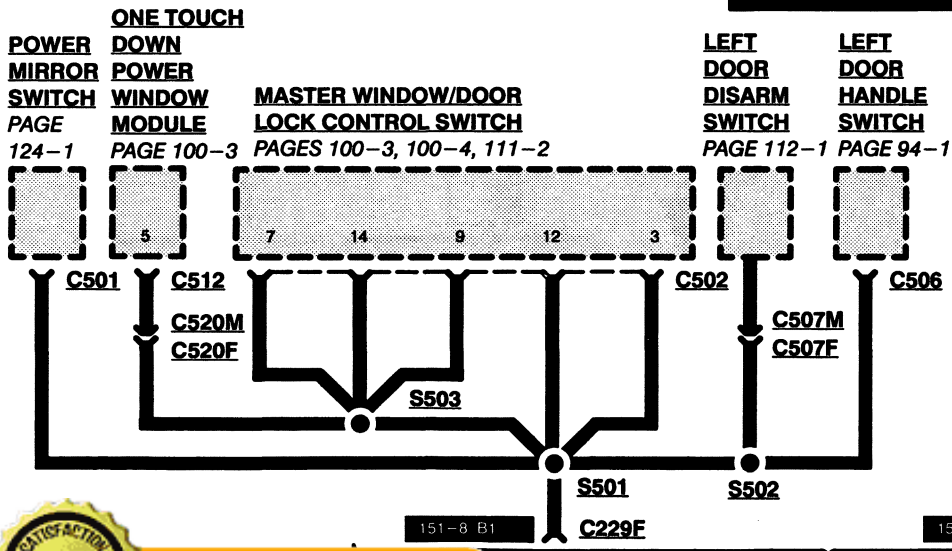 POWER
MIRROR
SWITCH
PAGE
124-1
ONE TOUCH
DOWN
POWER
WINDOW
MODULE
PAGE 100-3
MASTER WINDOW/DOOR
LOCK CONTROL SWITCH
PAGES 100-3, 100-4, 111-2
LEFT
DOOR
DISARM
SWITCH
PAGE 112-1
LEFT
DOOR
HANDLE
SWITCH
PAGE 94-1
5
7 14 9 12 3
C501
C512
C502
C506
C520M
C520F
C507M
C507F
S503
S501
S502
151-8 B1
C229F
15
SATISFACTION